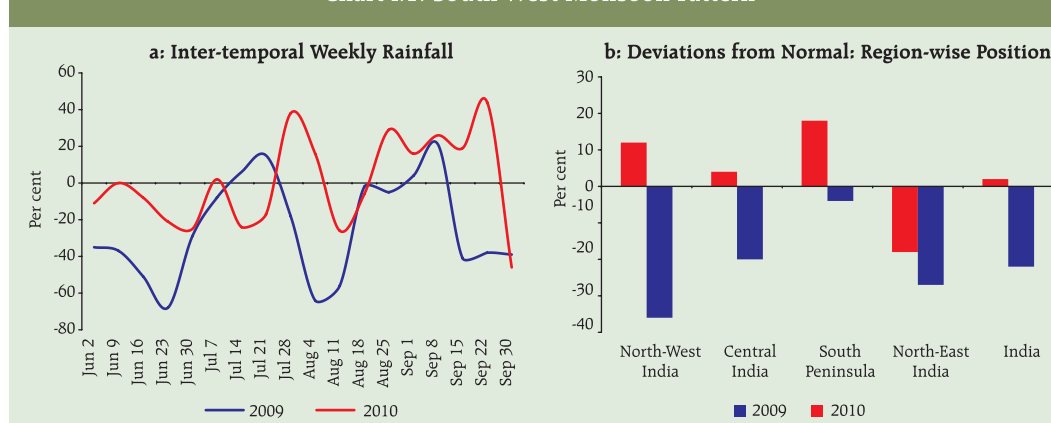 a: Inter-temporal Weekly Rainfall
60
40
20
0
-20
-40
-60
-80
Per cent
Jun 2
Jun 9
Jun 16
Jun 23
Jun 30
Jul 7
Jul 14
Jul 21
Jul 28
Aug 4
Aug 11
Aug 18
Aug 25
Sep 1
Sep 8
Sep 15
Sep 22
Sep 30
2009 2010
b: Deviations from Normal: Region-wise Position
30
20
10
0
-10
-20
-30
-40
Per cent
North-West
India
Central
India
South
Peninsula
North-East
India
India
2009 2010